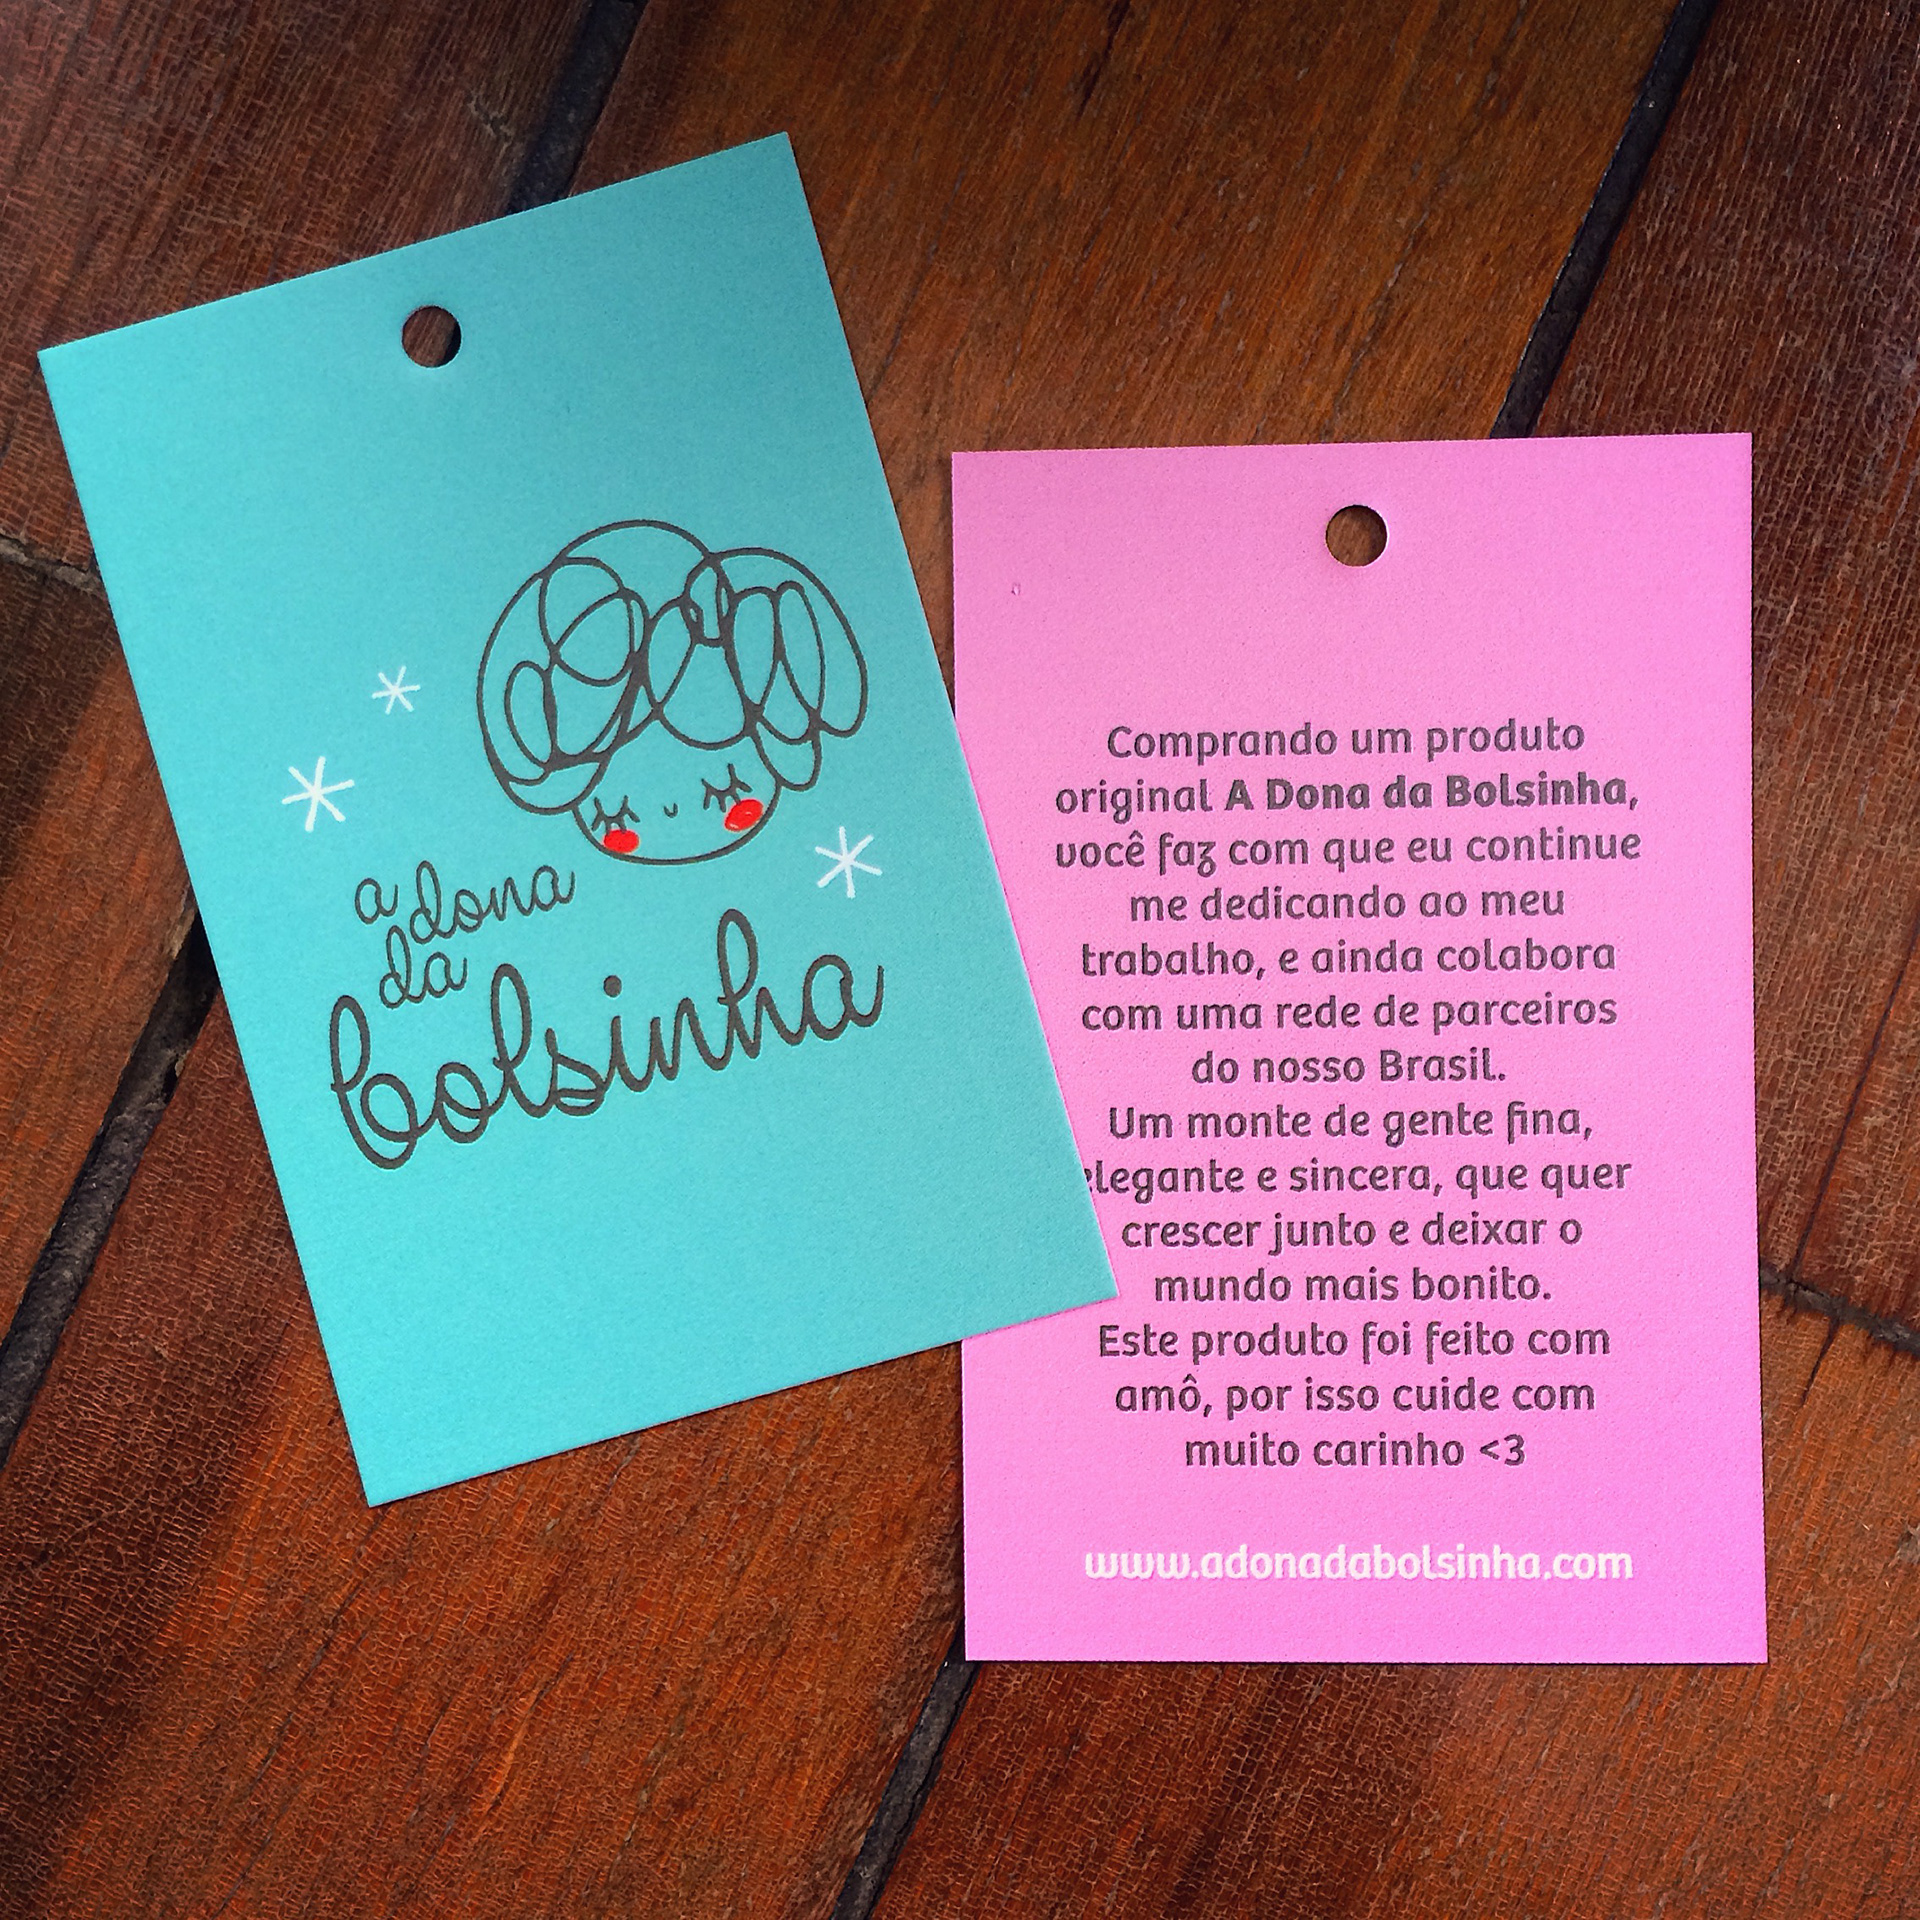 a dona
da
bolsinha
Comprando um produto
original A Dona da Bolsinha,
você faz com que eu continue
me dedicando ao meu
trabalho, e ainda colabora
com uma rede de parceiros
do nosso Brasil.
Um monte de gente fina,
elegante e sincera, que quer
crescer junto e deixar o
mundo mais bonito.
Este produto foi feito com
amô, por isso cuide com
muito carinho <3
www.adonadabolsinha.com